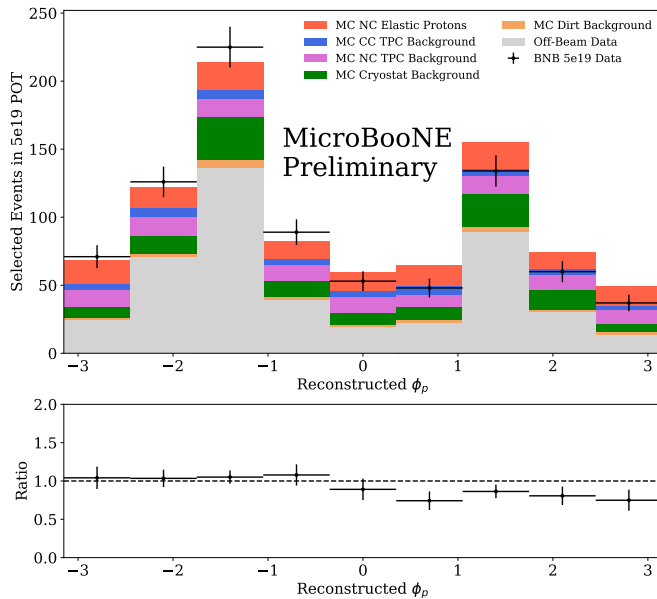 MC NC Elastic Protons
MC CC TPC Background
MC NC TPC Background
MC Cryostat Background
MC Dirt Background
Off-Beam Data
BNB 5e19 Data
MicroBooNE
Preliminary
Selected Events in 5e19 POT
250
200
150
100
50
0
−3 −2 −1 0 1 2 3
Reconstructed ϕp
Ratio
2.0
1.5
1.0
0.5
0.0
−3 −2 −1 0 1 2 3
Reconstructed ϕp